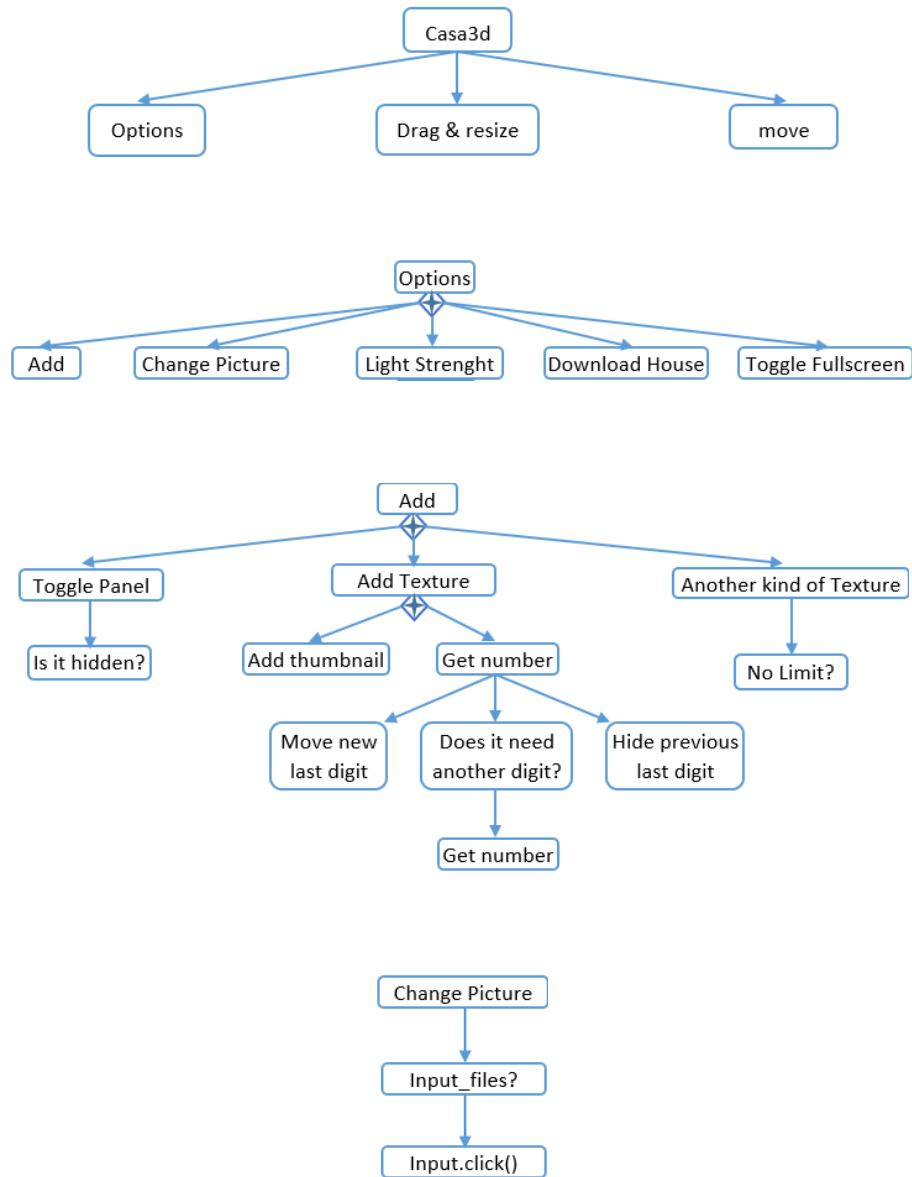 Casa3d
Options
Drag & resize
move
Options
Add
Change Picture
Light Strenght
Download House
Toggle Fullscreen
Add
Toggle Panel
Add Texture
Another kind of Texture
Is it hidden?
Add thumbnail
Get number
No Limit?
Move new
last digit
Does it need
another digit?
Hide previous
last digit
Get number
Change Picture
Input_files?
Input.click()